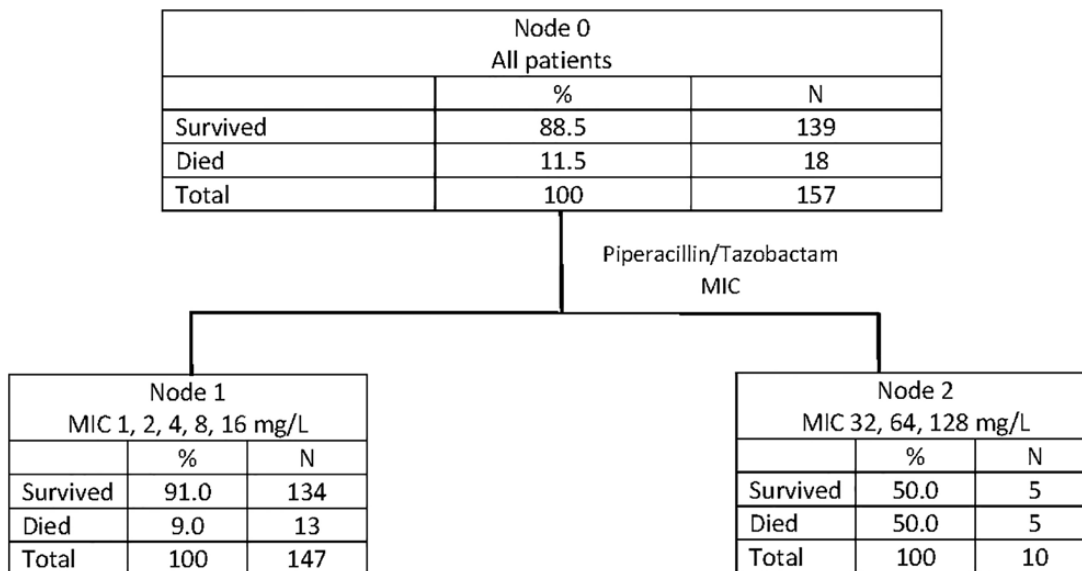 Node 0
All patients
% N
Survived 88.5 139
Died 11.5 18
Total 100 157
Piperacillin/Tazobactam
MIC
Node 1
MIC 1, 2, 4, 8, 16 mg/L
% N
Survived 91.0 134
Died 9.0 13
Total 100 147
Node 2
MIC 32, 64, 128 mg/L
% N
Survived 50.0 5
Died 50.0 5
Total 100 10